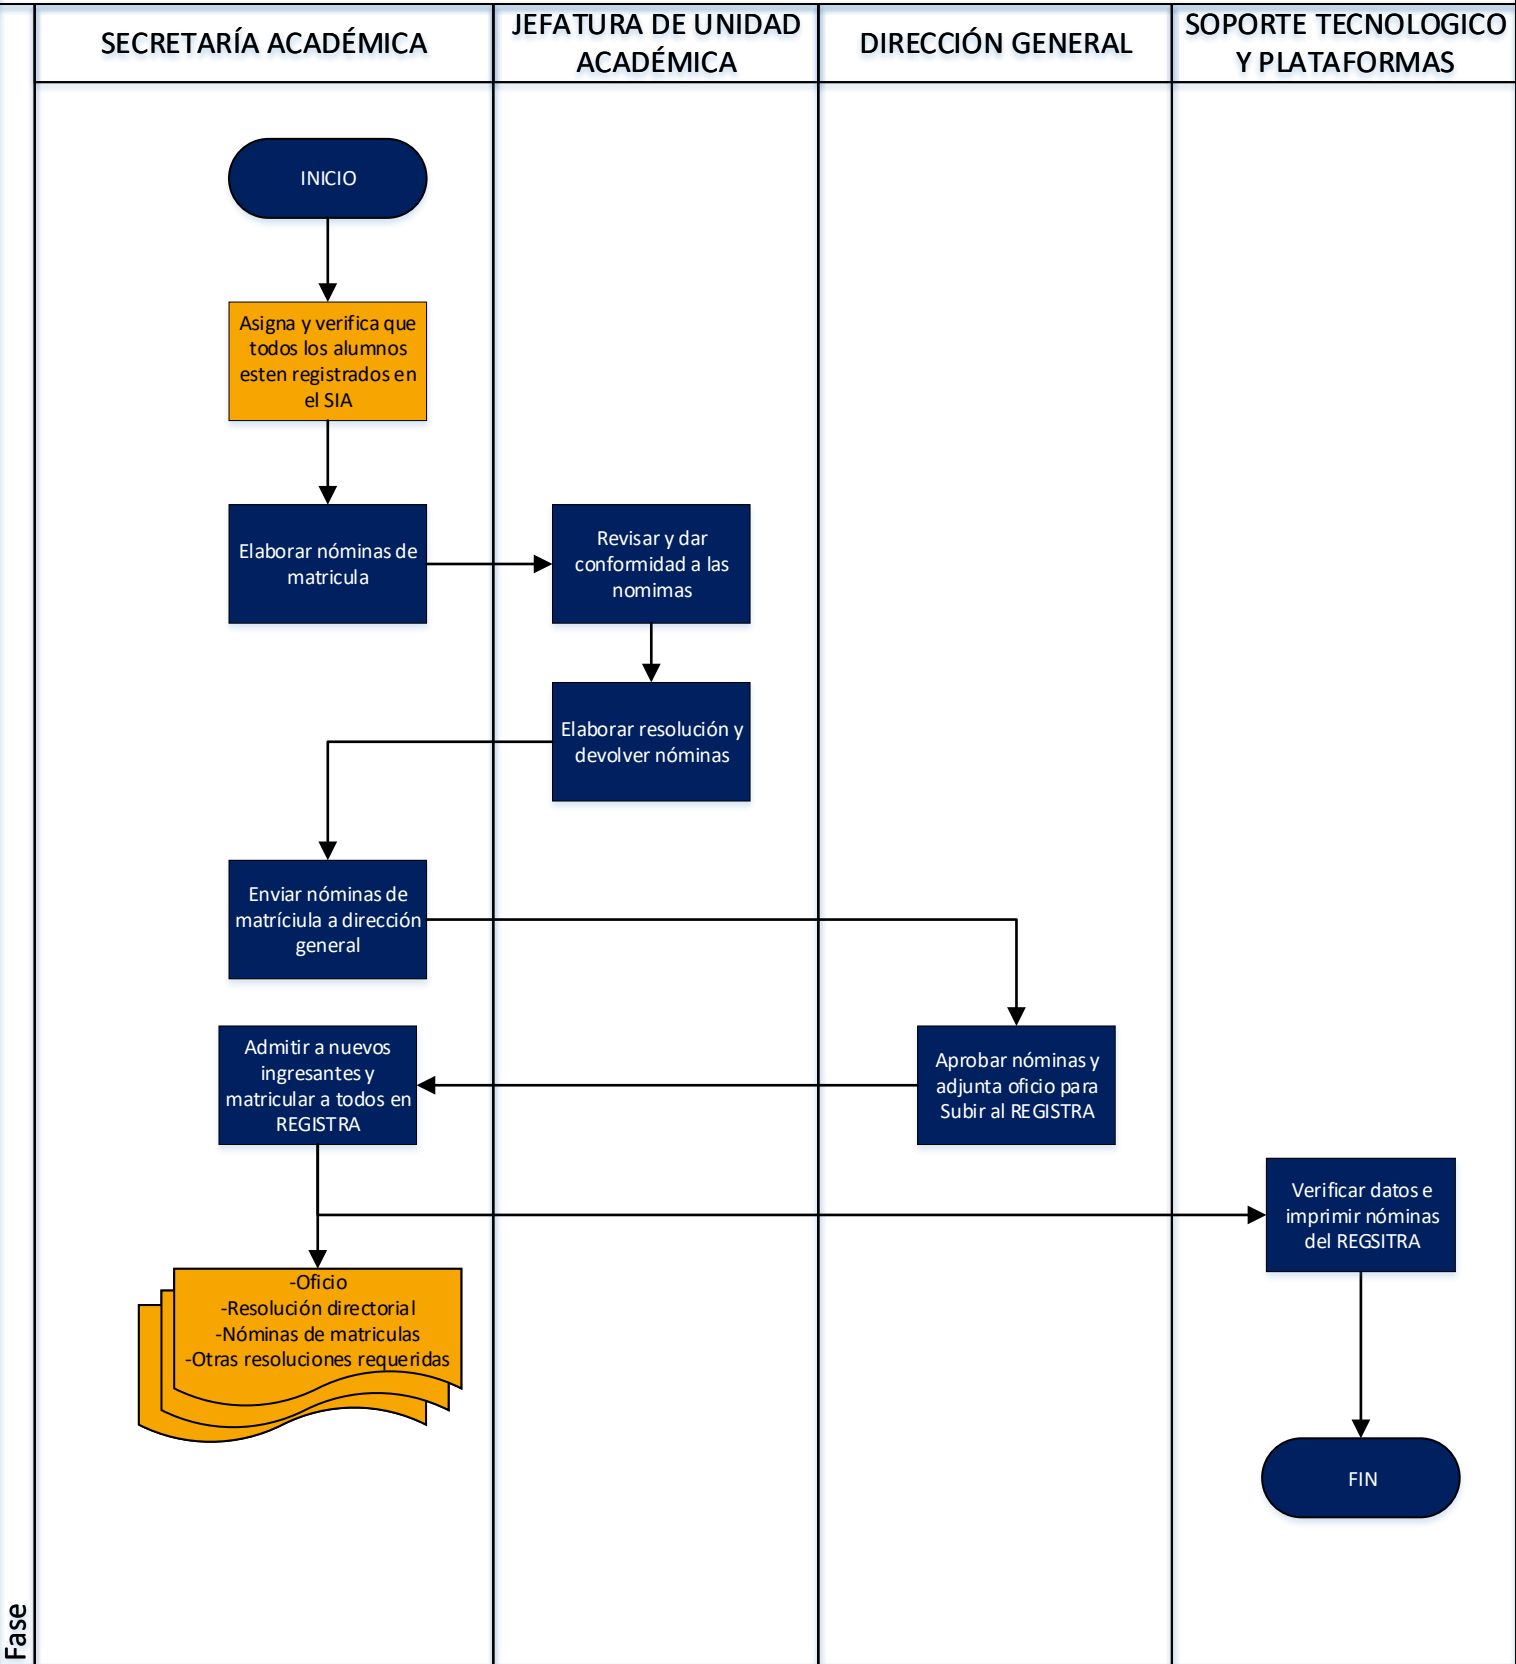 SECRETARÍA ACADÉMICA
JEFATURA DE UNIDAD
ACADÉMICA
DIRECCIÓN GENERAL
SOPORTE TECNOLOGICO
Y PLATAFORMAS
INICIO
Asigna y verifica que
todos los alumnos
esten registrados en
el SIA
Elaborar nóminas de
matricula
Revisar y dar
conformidad a las
nomimas
Elaborar resolución y
devolver nóminas
Enviar nóminas de
matríciula a dirección
general
Admitir a nuevos
ingresantes y
matricular a todos en
REGISTRA
Aprobar nóminas y
adjunta oficio para
Subir al REGISTRA
Verificar datos e
imprimir nóminas
del REGSITRA
-Oficio
-Resolución directorial
-Nóminas de matriculas
-Otras resoluciones requeridas
FIN
Fase